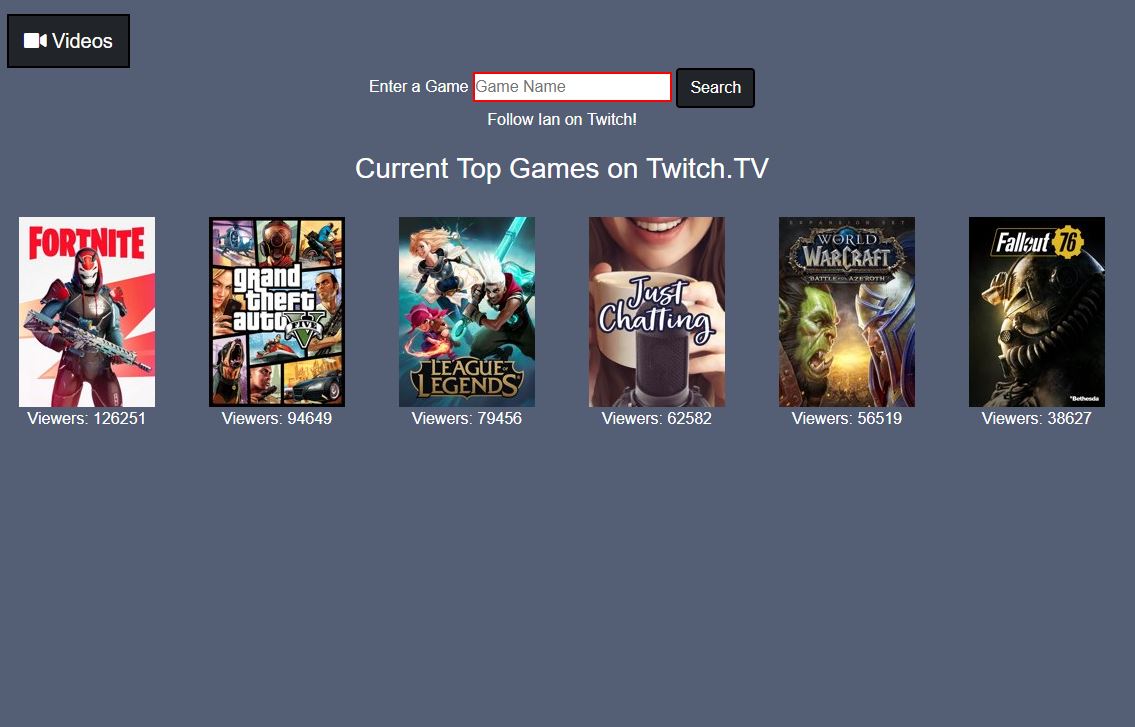 Videos
Enter a Game Game Name Search
Follow Ian on Twitch!
Current Top Games on Twitch.TV
FORTNITE
grand
theft
auto
FIVE
LEAGUE OF
LEGENDS
Just
Chatting
EXPANSION SET
WORLD
WARCRAFT
BATTLE FOR AZEROTH
Fallout 76
Bethesda
Viewers: 126251
Viewers: 94649
Viewers: 79456
Viewers: 62582
Viewers: 56519
Viewers: 38627